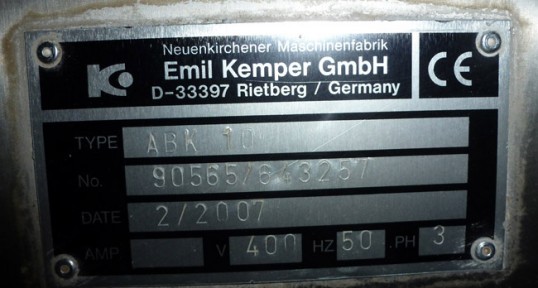 Neuenkirchener Maschinenfabrik
Emil Kemper GmbH
D-33397 Rietberg / Germany
CE
TYPE ABK 10
No. 90565/643257
DATE 2/2007
AMP V 400 HZ 50 PH 3